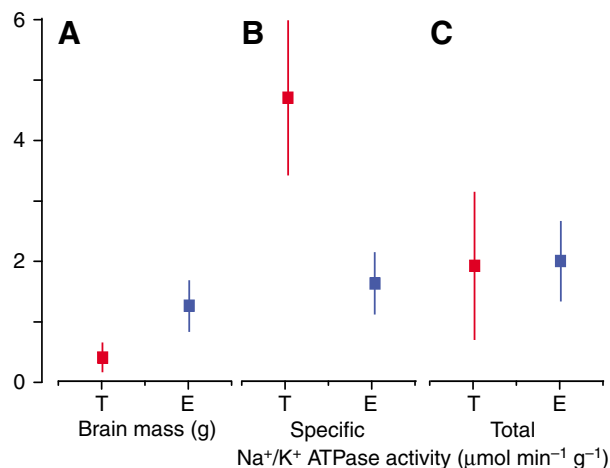 A B C
6
4
2
0
T E T E T E
Brain mass (g) Specific Total
Na⁺/K⁺ ATPase activity (μmol min⁻¹ g⁻¹)